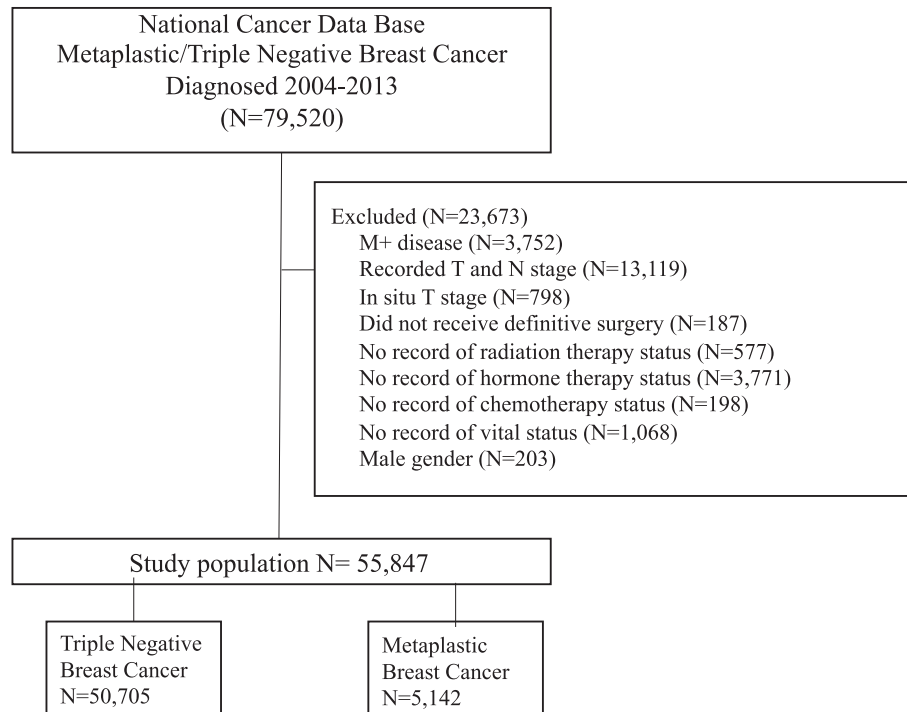 National Cancer Data Base
Metaplastic/Triple Negative Breast Cancer
Diagnosed 2004-2013
(N=79,520)
Excluded (N=23,673)
M+ disease (N=3,752)
Recorded T and N stage (N=13,119)
In situ T stage (N=798)
Did not receive definitive surgery (N=187)
No record of radiation therapy status (N=577)
No record of hormone therapy status (N=3,771)
No record of chemotherapy status (N=198)
No record of vital status (N=1,068)
Male gender (N=203)
Study population N= 55,847
Triple Negative
Breast Cancer
N=50,705
Metaplastic
Breast Cancer
N=5,142